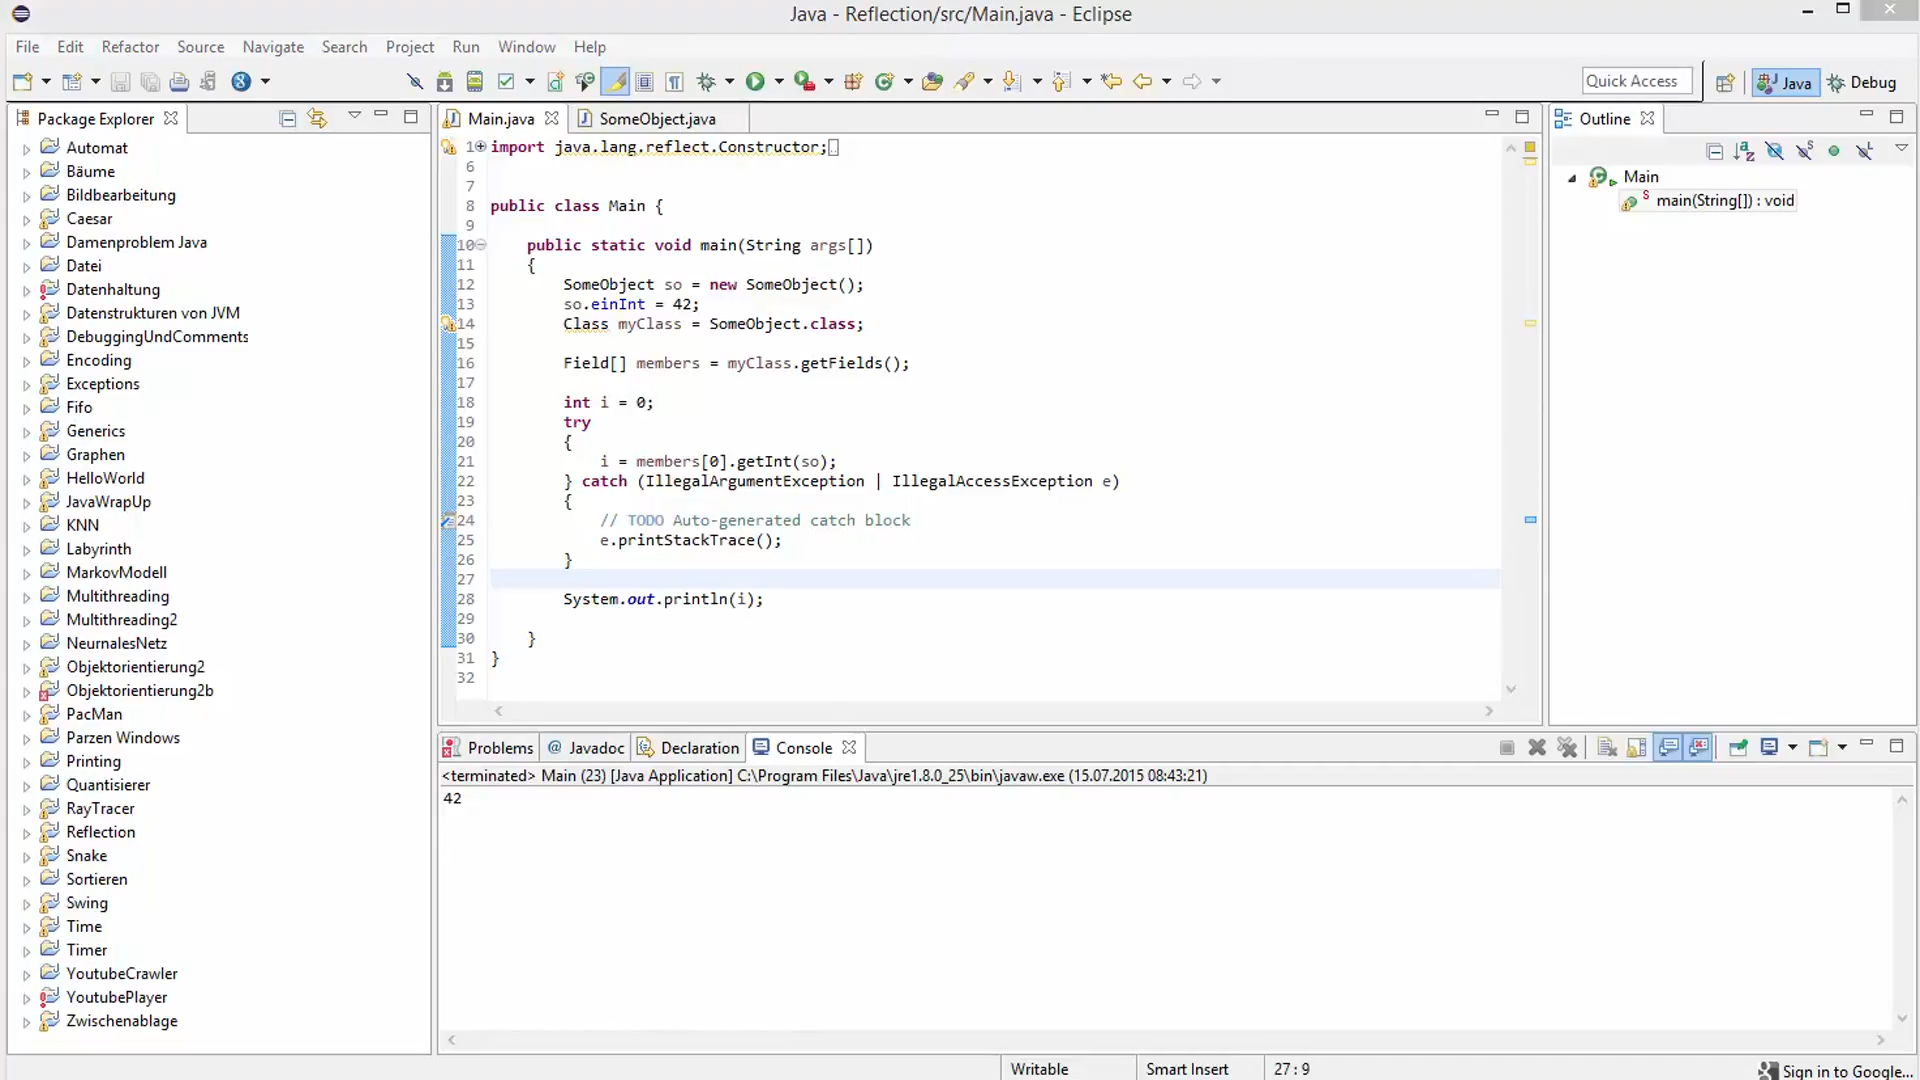 Java - Reflection/src/Main.java - Eclipse
File Edit Refactor Source Navigate Search Project Run Window Help
Quick Access
Java
Debug
Package Explorer
Automat
Bäume
Bildbearbeitung
Caesar
Damenproblem Java
Datei
Datenhaltung
Datenstrukturen von JVM
DebuggingUndComments
Encoding
Exceptions
Fifo
Generics
Graphen
HelloWorld
JavaWrapUp
KNN
Labyrinth
MarkovModell
Multithreading
Multithreading2
NeurnalesNetz
Objektorientierung2
Objektorientierung2b
PacMan
Parzen Windows
Printing
Quantisierer
RayTracer
Reflection
Snake
Sortieren
Swing
Time
Timer
YoutubeCrawler
YoutubePlayer
Zwischenablage
Main.java
SomeObject.java
1 import java.lang.reflect.Constructor;
6
7
8 public class Main {
9
10 public static void main(String args[])
11 {
12 SomeObject so = new SomeObject();
13 so.einInt = 42;
14 Class myClass = SomeObject.class;
15
16 Field[] members = myClass.getFields();
17
18 int i = 0;
19 try
20 {
21 i = members[0].getInt(so);
22 } catch (IllegalArgumentException | IllegalAccessException e)
23 {
24 // TODO Auto-generated catch block
25 e.printStackTrace();
26 }
27
28 System.out.println(i);
29
30 }
31 }
32
Outline
Main
main(String[]) : void
Problems
@ Javadoc
Declaration
Console
<terminated> Main (23) [Java Application] C:\Program Files\Java\jre1.8.0_25\bin\javaw.exe (15.07.2015 08:43:21)
42
Writable
Smart Insert
27 : 9
Sign in to Google...